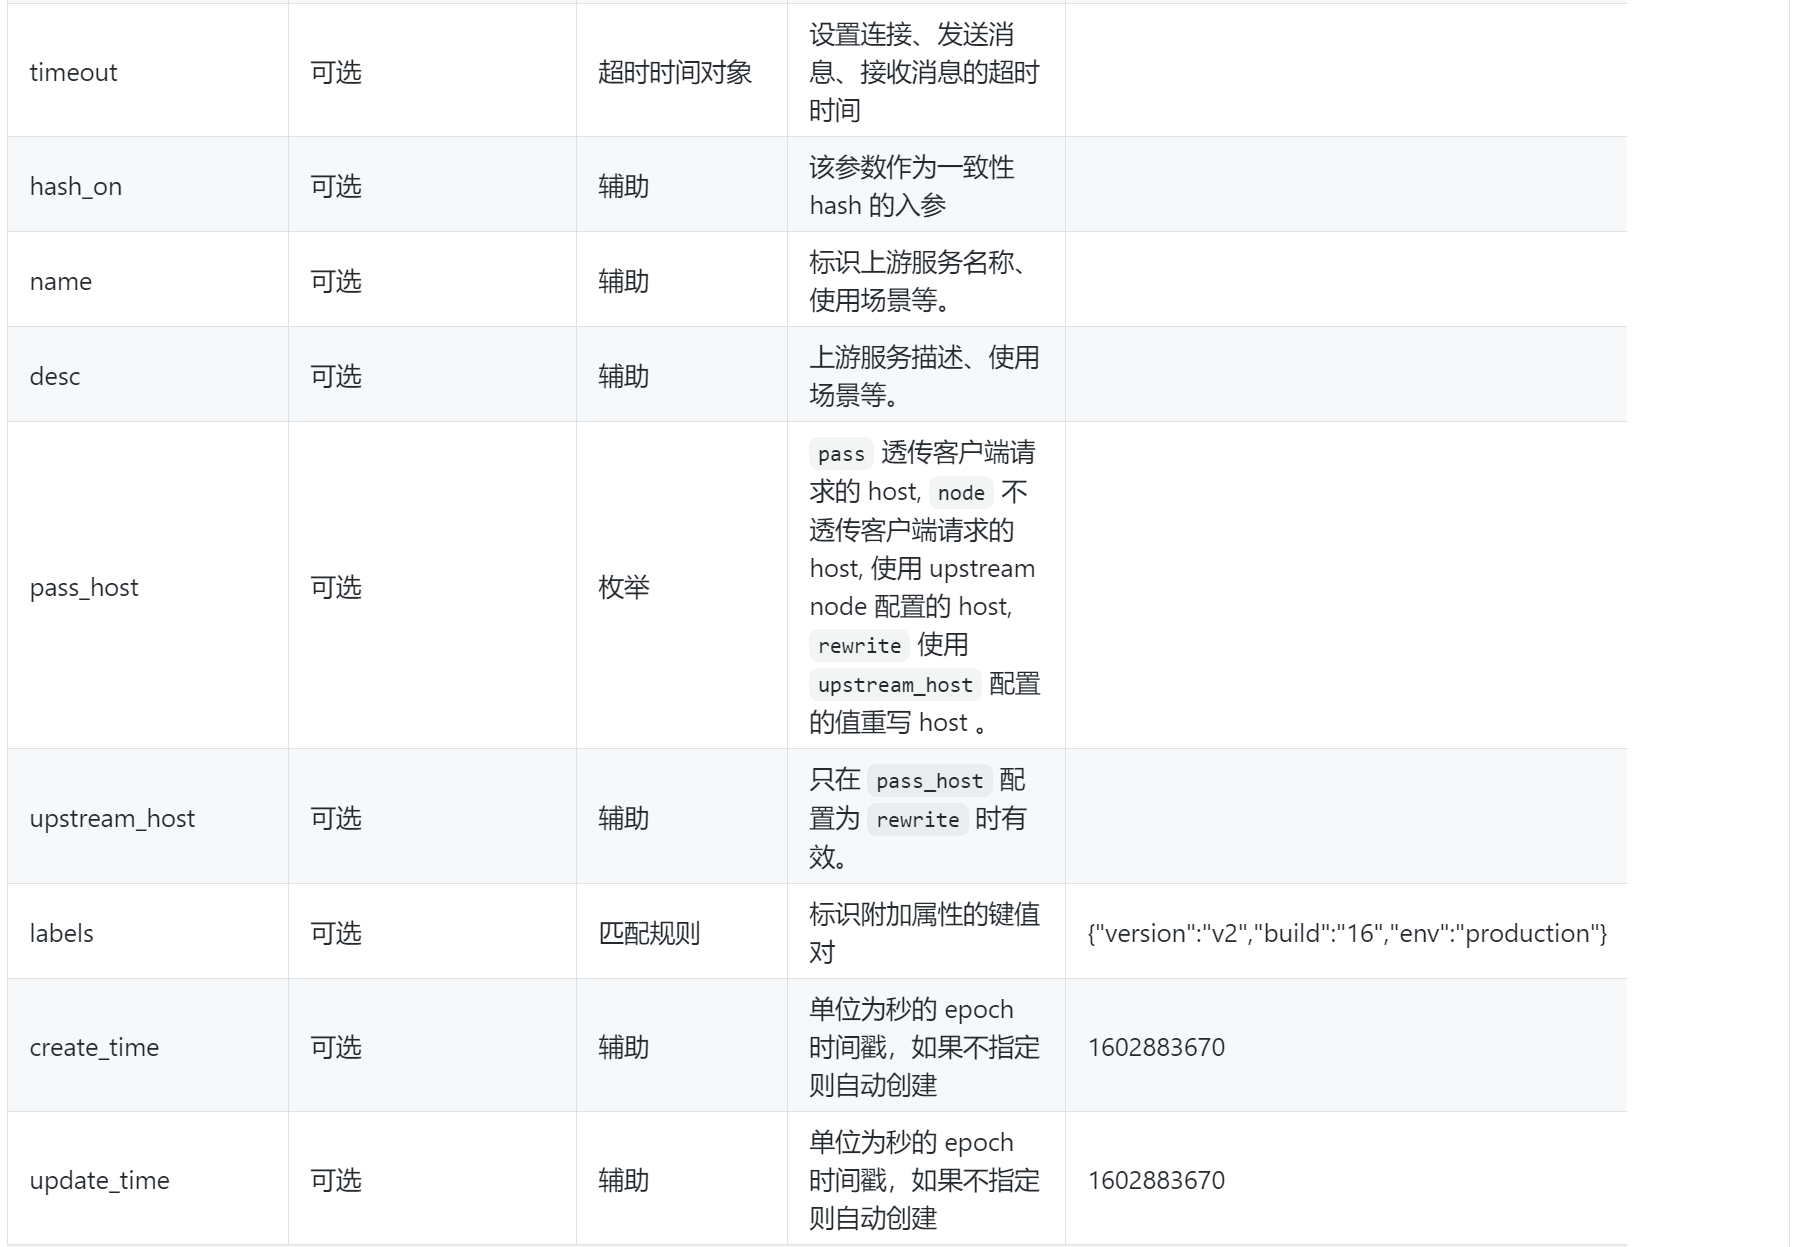 timeout
可选
超时时间对象
设置连接、发送消
息、接收消息的超时
时间
hash_on
可选
辅助
该参数作为一致性
hash 的入参
name
可选
辅助
标识上游服务名称、
使用场景等。
desc
可选
辅助
上游服务描述、使用
场景等。
pass_host
可选
枚举
pass 透传客户端请
求的 host, node 不
透传客户端请求的
host, 使用 upstream
node 配置的 host,
rewrite 使用
upstream_host 配置
的值重写 host 。
upstream_host
可选
辅助
只在 pass_host 配
置为 rewrite 时有
效。
labels
可选
匹配规则
标识附加属性的键值
对
{"version":"v2","build":"16","env":"production"}
create_time
可选
辅助
单位为秒的 epoch
时间戳，如果不指定
则自动创建
1602883670
update_time
可选
辅助
单位为秒的 epoch
时间戳，如果不指定
则自动创建
1602883670